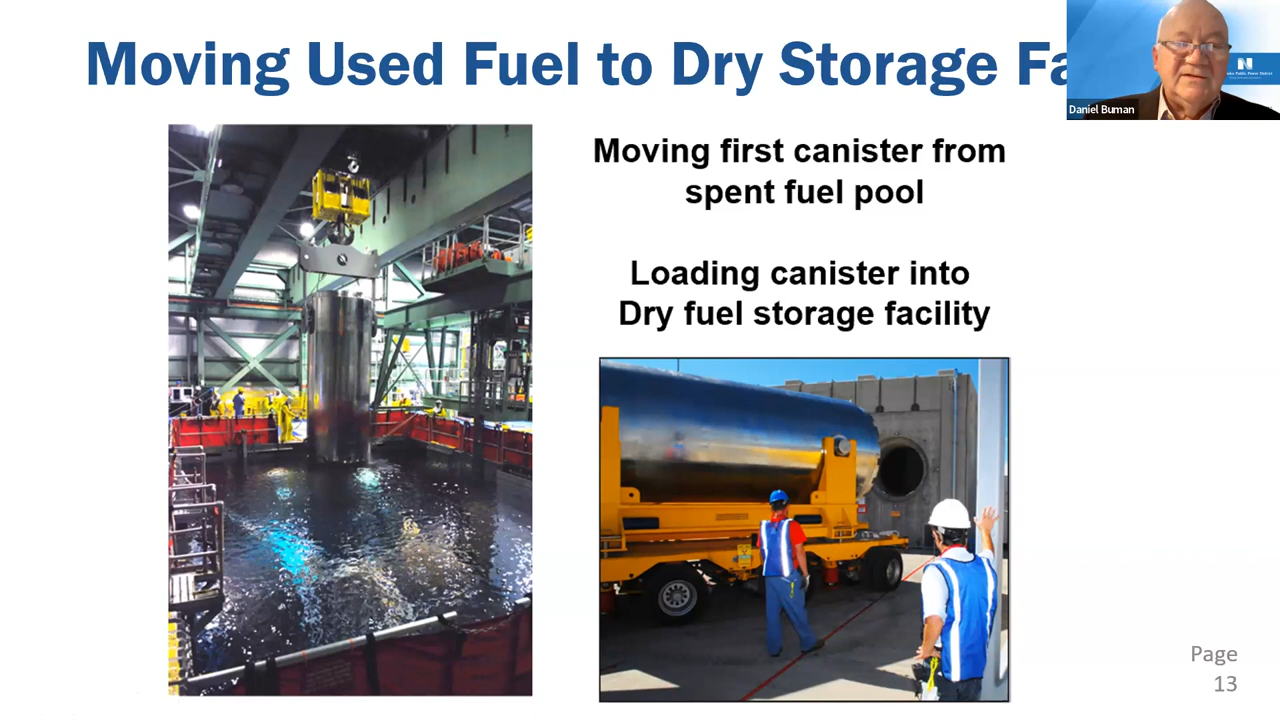 Moving Used Fuel to Dry Storage Fa
Daniel Buman
Moving first canister from
spent fuel pool
Loading canister into
Dry fuel storage facility
Page
13